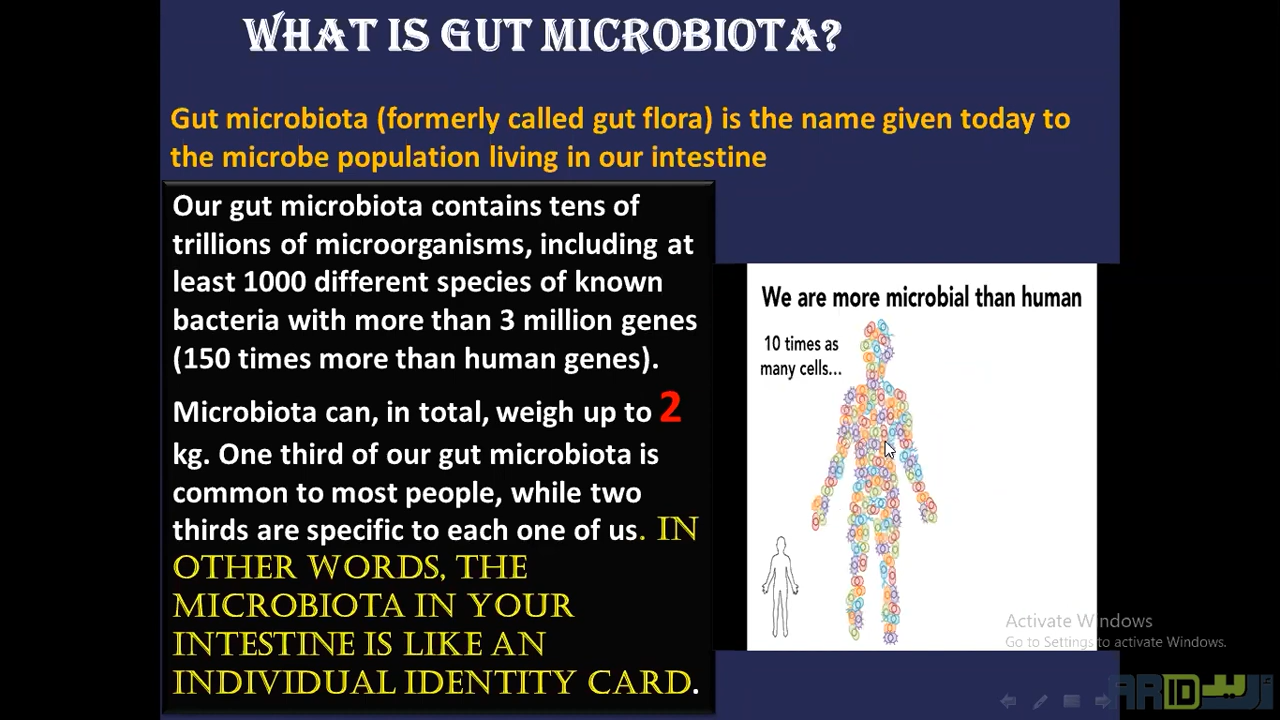 WHAT IS GUT MICROBIOTA?
Gut microbiota (formerly called gut flora) is the name given today to
the microbe population living in our intestine
Our gut microbiota contains tens of
trillions of microorganisms, including at
least 1000 different species of known
bacteria with more than 3 million genes
(150 times more than human genes).
Microbiota can, in total, weigh up to 2
kg. One third of our gut microbiota is
common to most people, while two
thirds are specific to each one of us. IN
OTHER WORDS, THE
MICROBIOTA IN YOUR
INTESTINE IS LIKE AN
INDIVIDUAL IDENTITY CARD.
We are more microbial than human
10 times as
many cells...
Activate Windows
Go to Settings to activate Windows.
ARID أريد